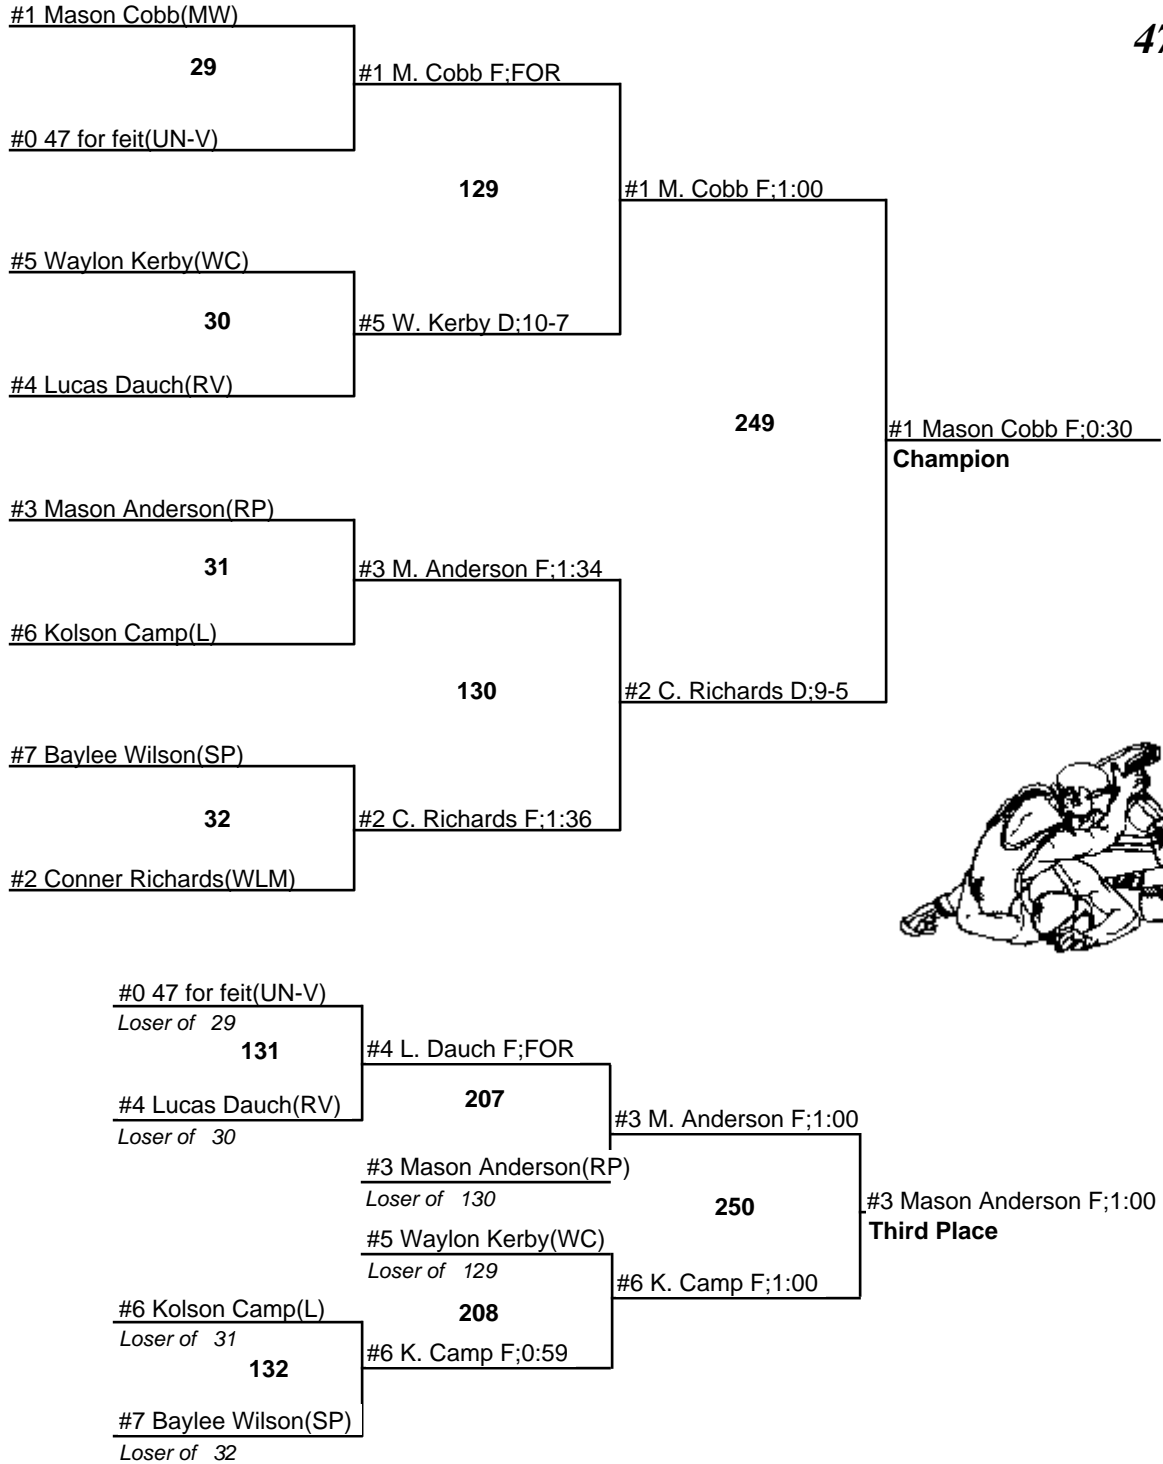 #1 Mason Cobb(MW)
47
29
#1 M. Cobb F;FOR
#0 47 for feit(UN-V)
129
#1 M. Cobb F;1:00
#5 Waylon Kerby(WC)
30
#5 W. Kerby D;10-7
#4 Lucas Dauch(RV)
249
#1 Mason Cobb F;0:30
Champion
#3 Mason Anderson(RP)
31
#3 M. Anderson F;1:34
#6 Kolson Camp(L)
130
#2 C. Richards D;9-5
#7 Baylee Wilson(SP)
32
#2 C. Richards F;1:36
#2 Conner Richards(WLM)
#0 47 for feit(UN-V)
Loser of 29
131
#4 L. Dauch F;FOR
#4 Lucas Dauch(RV)
Loser of 30
207
#3 M. Anderson F;1:00
#3 Mason Anderson(RP)
Loser of 130
250
#3 Mason Anderson F;1:00
Third Place
#5 Waylon Kerby(WC)
Loser of 129
#6 K. Camp F;1:00
208
#6 Kolson Camp(L)
Loser of 31
132
#6 K. Camp F;0:59
#7 Baylee Wilson(SP)
Loser of 32